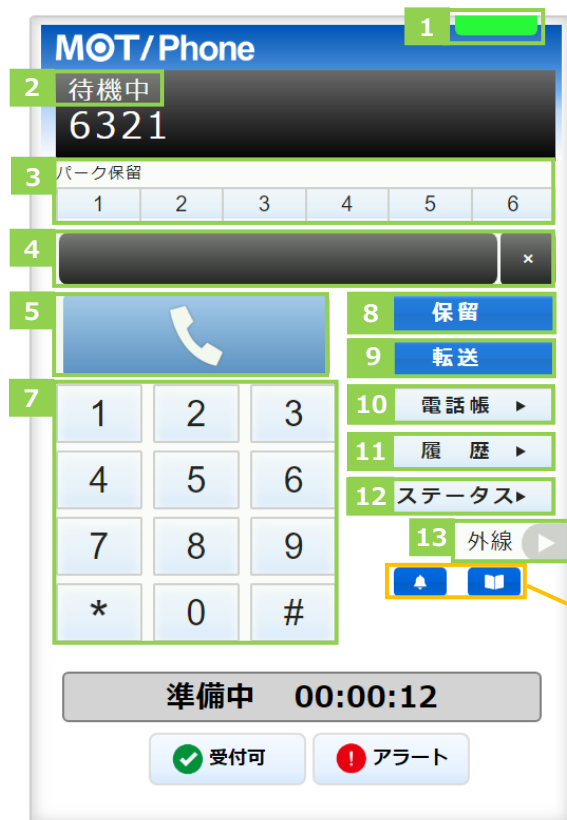 1
MOT/Phone
2 待機中
6321
3 パーク保留
1 2 3 4 5 6
4 ×
5
8 保留
9 転送
7
1 2 3
4 5 6
7 8 9
* 0 #
10 電話帳 ▶
11 履 歴 ▶
12 ステータス▶
13 外線
準備中 00:00:12
受付可
! アラート